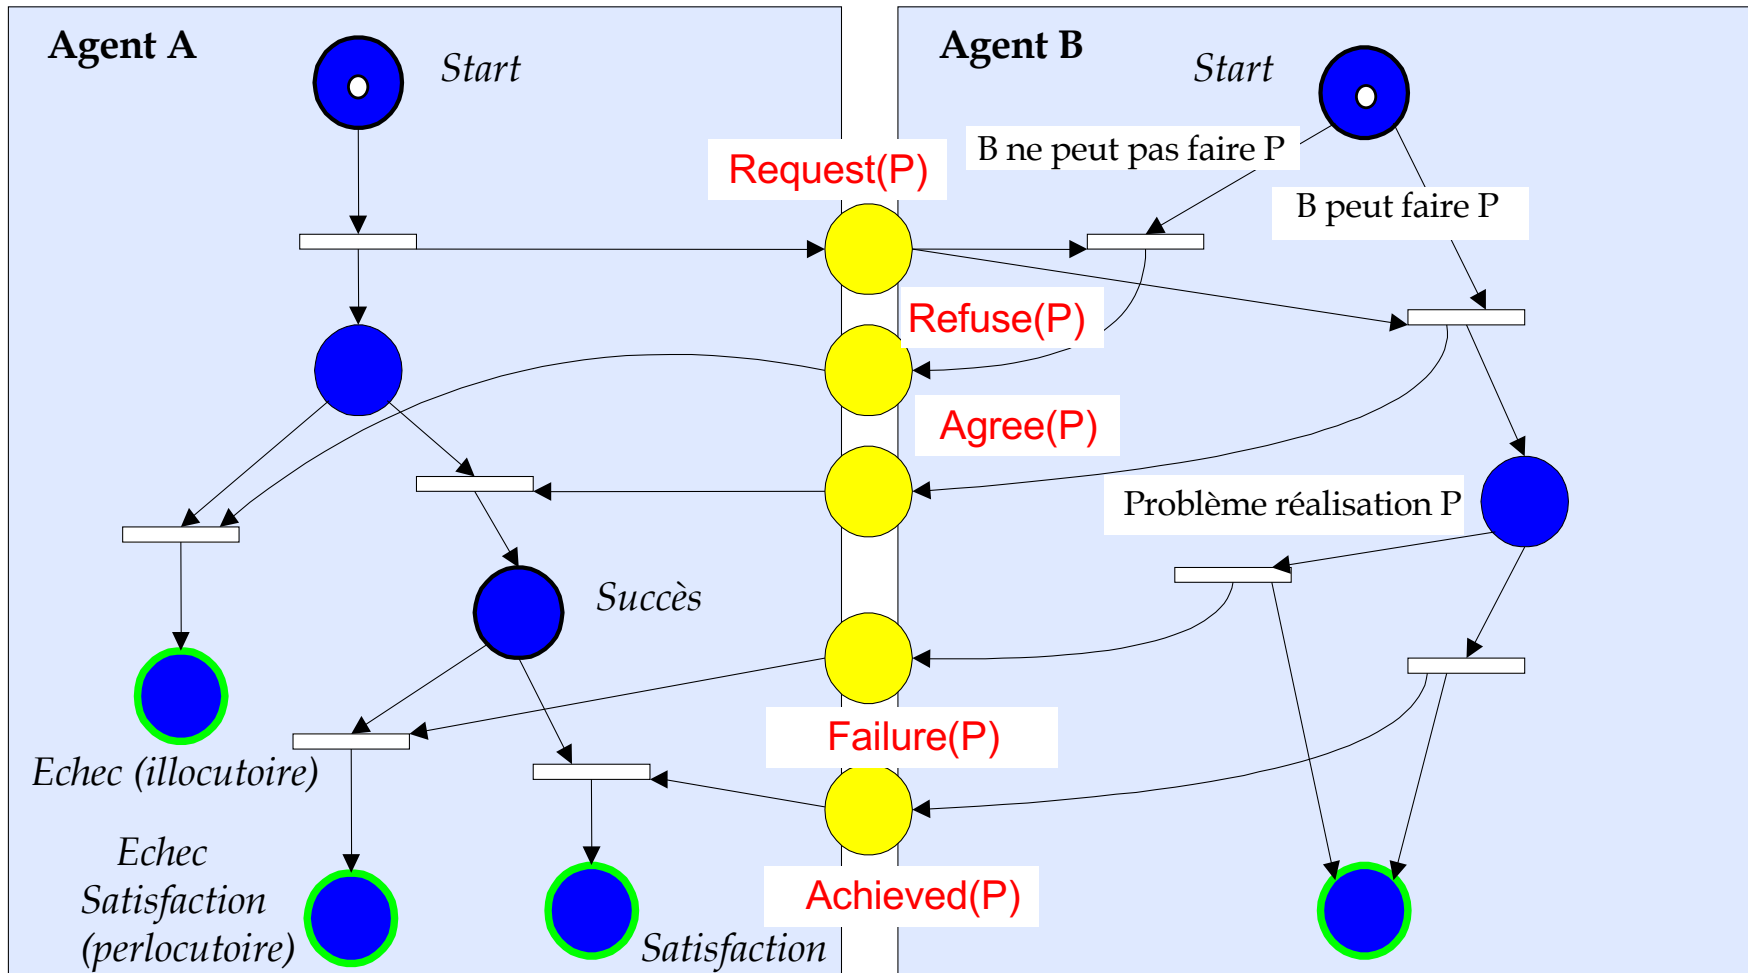 Agent A
Start
Agent B
Start
B ne peut pas faire P
Request(P)
B peut faire P
Refuse(P)
Agree(P)
Problème réalisation P
Succès
Failure(P)
Echec (illocutoire)
Echec
Satisfaction
(perlocutoire)
Satisfaction
Achieved(P)